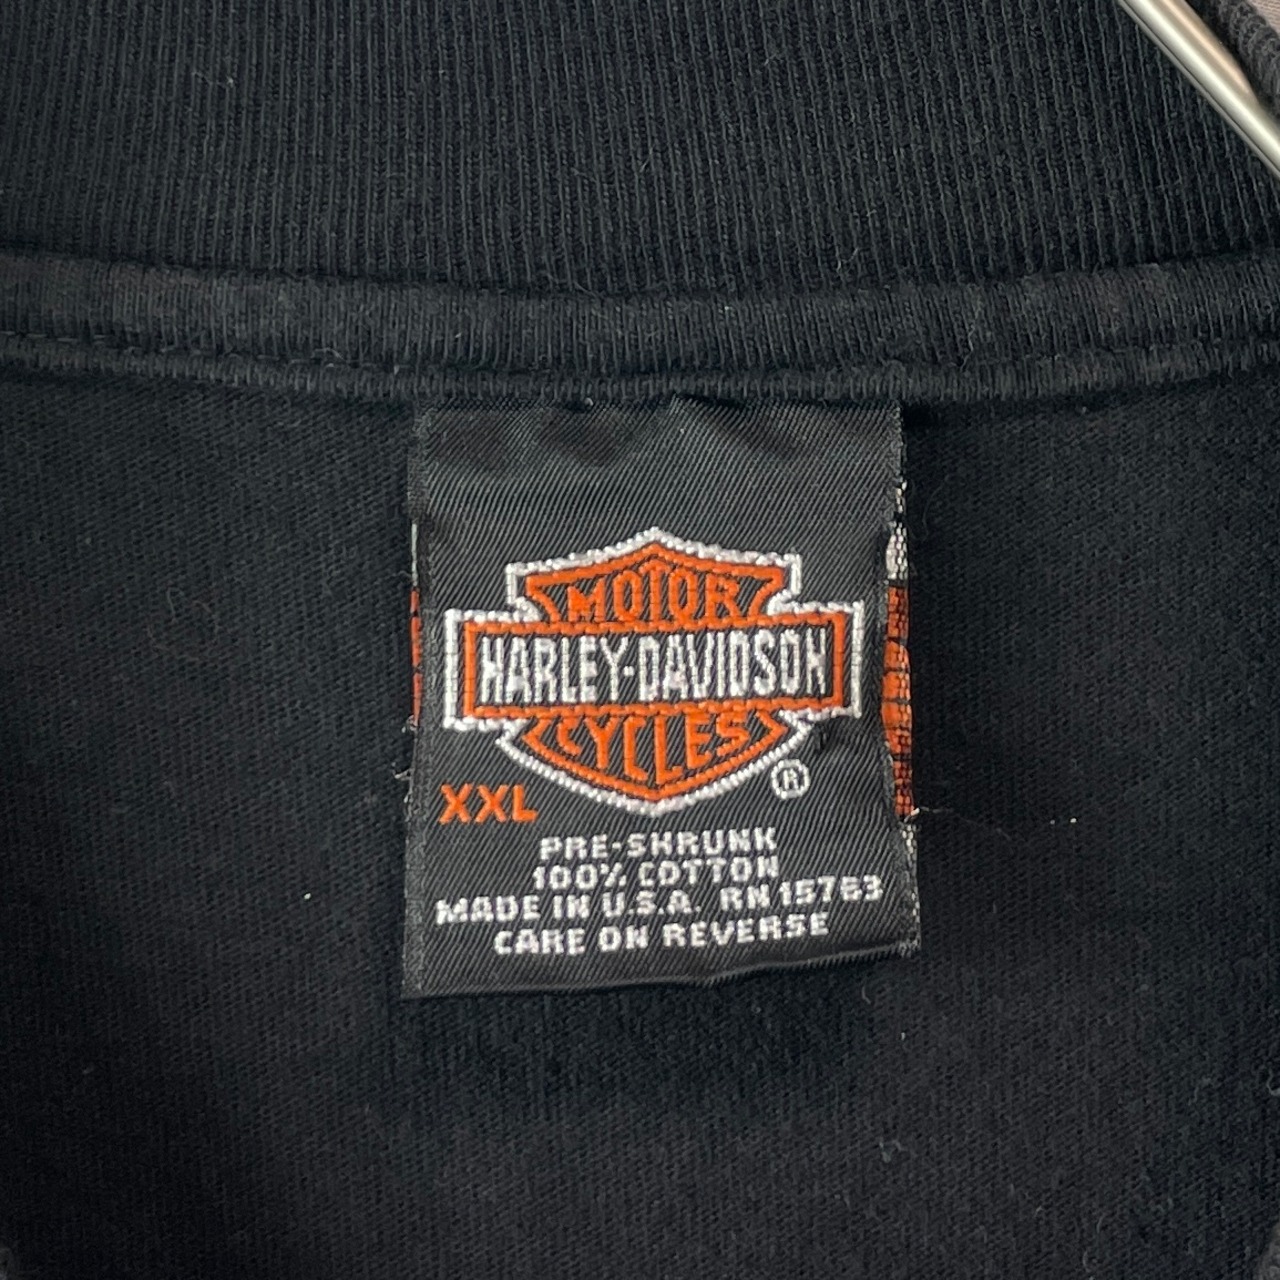 MOTOR
HARLEY-DAVIDSON
CYCLES
®
XXL
PRE-SHRUNK
100% COTTON
MADE IN U.S.A. RN 15763
CARE ON REVERSE